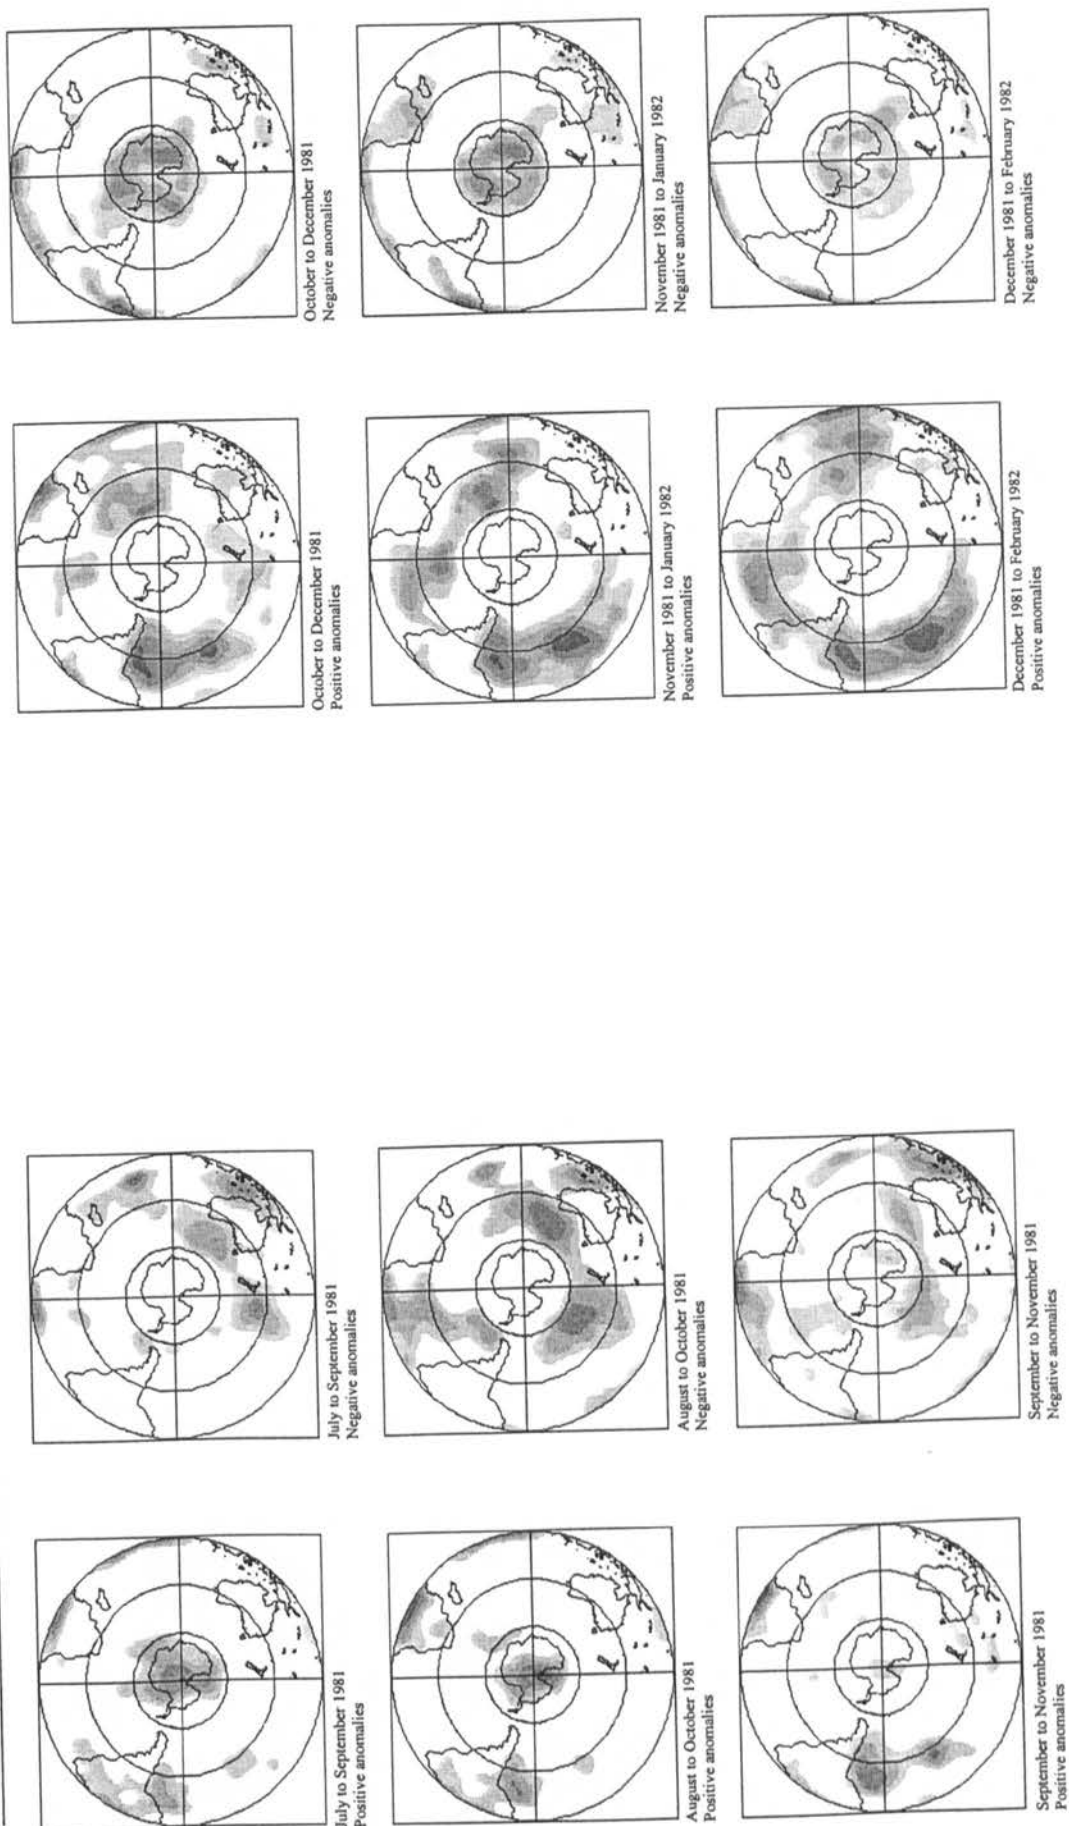 October to December 1981
Negative anomalies
November 1981 to January 1982
Negative anomalies
December 1981 to February 1982
Negative anomalies
October to December 1981
Positive anomalies
November 1981 to January 1982
Positive anomalies
December 1981 to February 1982
Positive anomalies
July to September 1981
Negative anomalies
August to October 1981
Negative anomalies
September to November 1981
Negative anomalies
July to September 1981
Positive anomalies
August to October 1981
Positive anomalies
September to November 1981
Positive anomalies